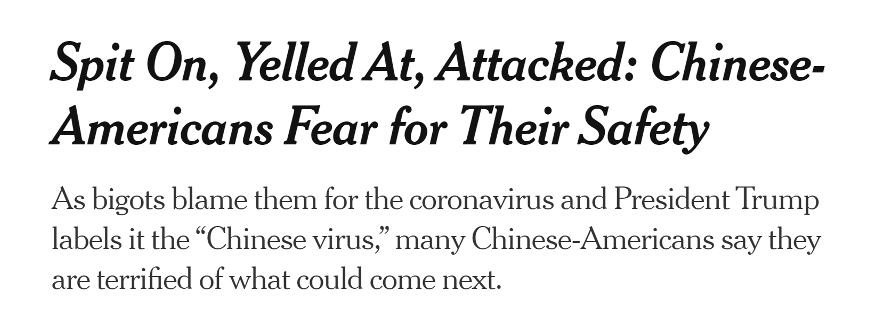 Spit On, Yelled At, Attacked: Chinese-
Americans Fear for Their Safety
As bigots blame them for the coronavirus and President Trump
labels it the “Chinese virus,” many Chinese-Americans say they
are terrified of what could come next.